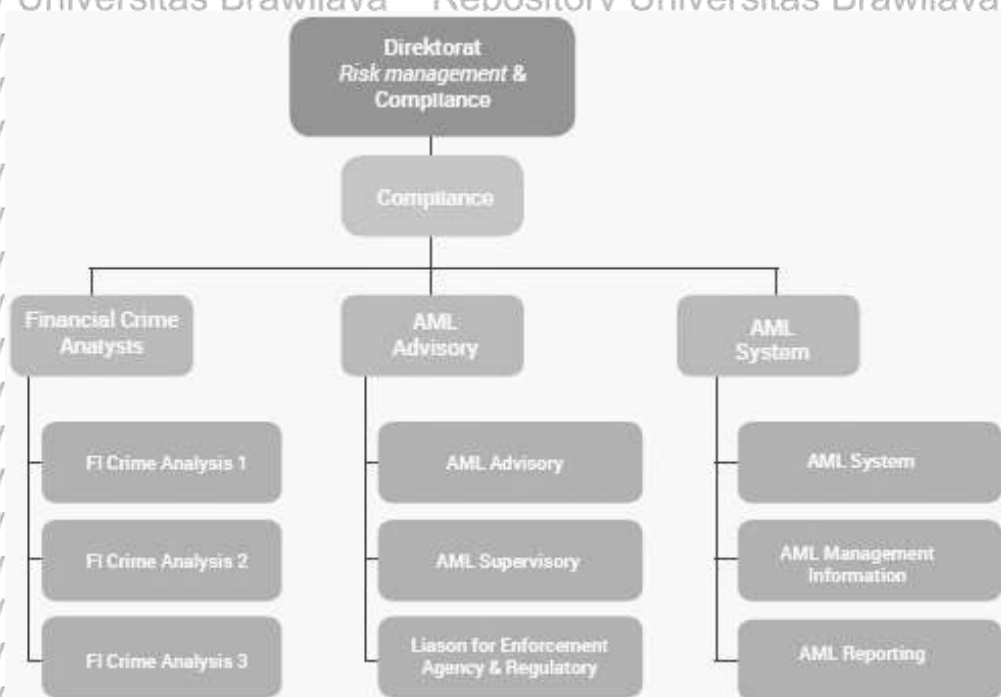 Universitas Brawijaya    Repository Universitas Brawijaya
Direktorat
Risk management &
Compliance
Compliance
Financial Crime
Analysts
AML
Advisory
AML
System
FI Crime Analysis 1
AML Advisory
AML System
FI Crime Analysis 2
AML Supervisory
AML Management
Information
FI Crime Analysis 3
Liason for Enforcement
Agency & Regulatory
AML Reporting